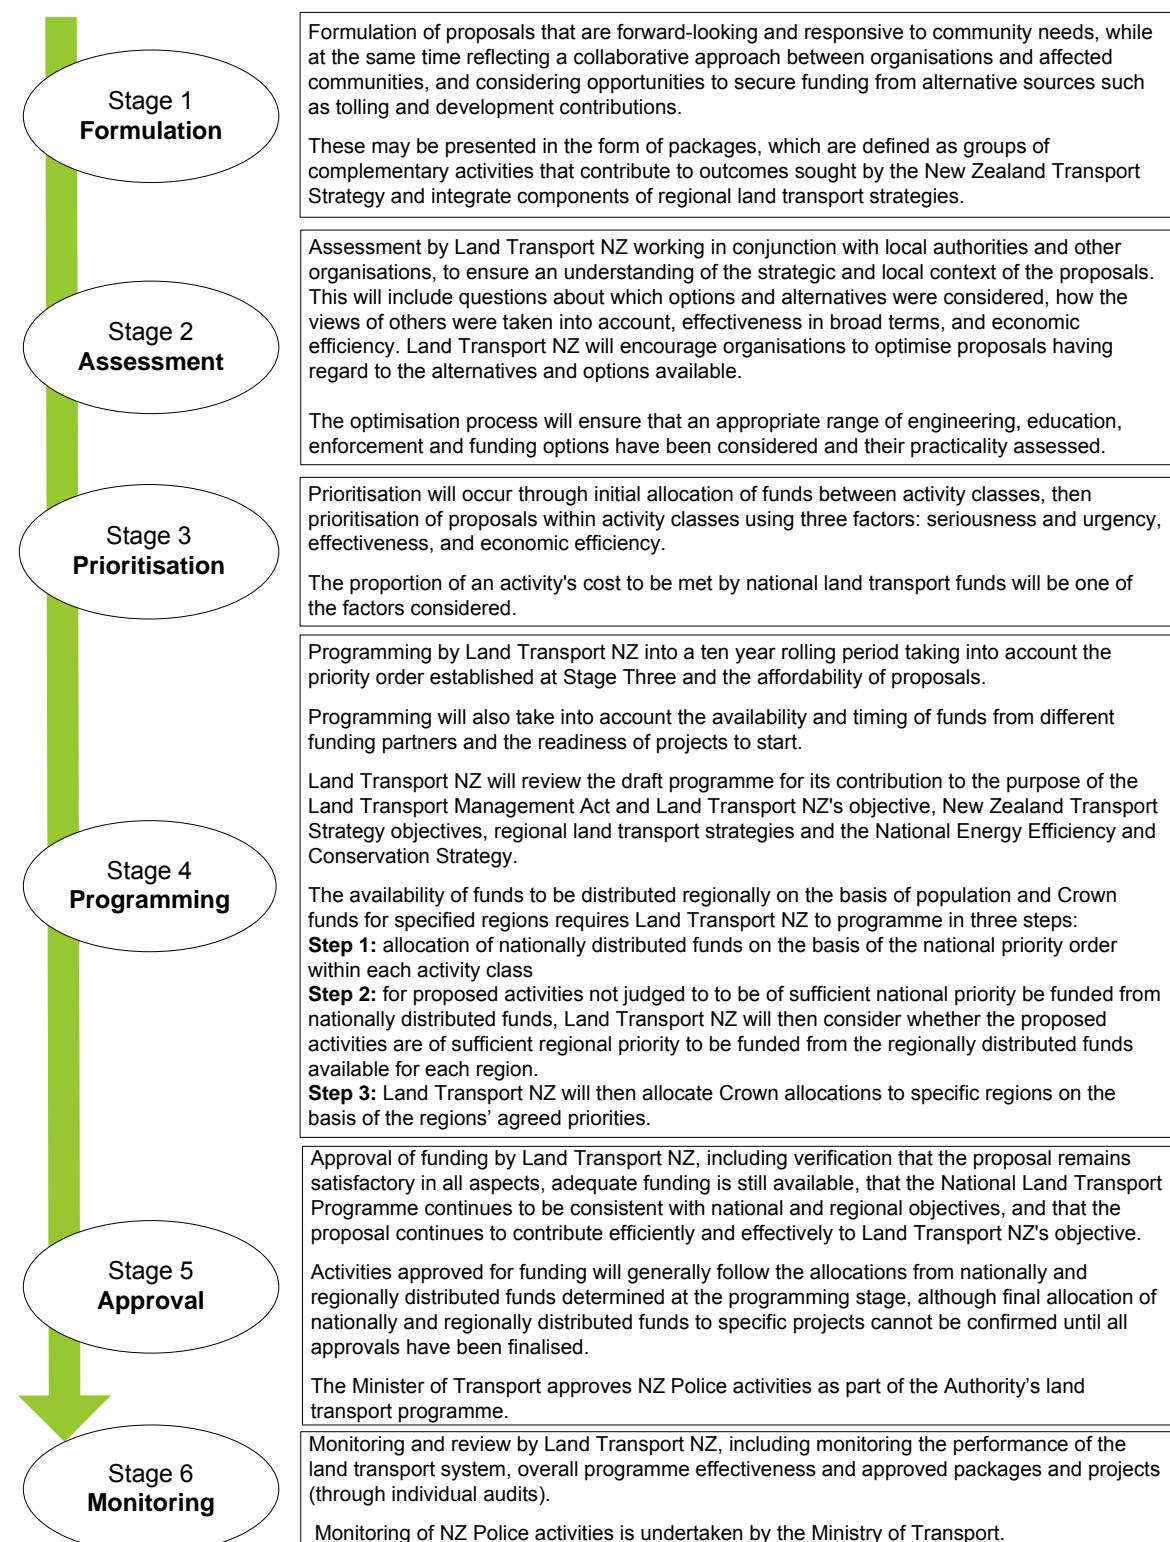 Stage 1
Formulation
Formulation of proposals that are forward-looking and responsive to community needs, while
at the same time reflecting a collaborative approach between organisations and affected
communities, and considering opportunities to secure funding from alternative sources such
as tolling and development contributions.
These may be presented in the form of packages, which are defined as groups of
complementary activities that contribute to outcomes sought by the New Zealand Transport
Strategy and integrate components of regional land transport strategies.
Stage 2
Assessment
Assessment by Land Transport NZ working in conjunction with local authorities and other
organisations, to ensure an understanding of the strategic and local context of the proposals.
This will include questions about which options and alternatives were considered, how the
views of others were taken into account, effectiveness in broad terms, and economic
efficiency. Land Transport NZ will encourage organisations to optimise proposals having
regard to the alternatives and options available.
The optimisation process will ensure that an appropriate range of engineering, education,
enforcement and funding options have been considered and their practicality assessed.
Stage 3
Prioritisation
Prioritisation will occur through initial allocation of funds between activity classes, then
prioritisation of proposals within activity classes using three factors: seriousness and urgency,
effectiveness, and economic efficiency.
The proportion of an activity's cost to be met by national land transport funds will be one of
the factors considered.
Stage 4
Programming
Programming by Land Transport NZ into a ten year rolling period taking into account the
priority order established at Stage Three and the affordability of proposals.
Programming will also take into account the availability and timing of funds from different
funding partners and the readiness of projects to start.
Land Transport NZ will review the draft programme for its contribution to the purpose of the
Land Transport Management Act and Land Transport NZ's objective, New Zealand Transport
Strategy objectives, regional land transport strategies and the National Energy Efficiency and
Conservation Strategy.
The availability of funds to be distributed regionally on the basis of population and Crown
funds for specified regions requires Land Transport NZ to programme in three steps:
Step 1: allocation of nationally distributed funds on the basis of the national priority order
within each activity class
Step 2: for proposed activities not judged to to be of sufficient national priority be funded from
nationally distributed funds, Land Transport NZ will then consider whether the proposed
activities are of sufficient regional priority to be funded from the regionally distributed funds
available for each region.
Step 3: Land Transport NZ will then allocate Crown allocations to specific regions on the
basis of the regions’ agreed priorities.
Stage 5
Approval
Approval of funding by Land Transport NZ, including verification that the proposal remains
satisfactory in all aspects, adequate funding is still available, that the National Land Transport
Programme continues to be consistent with national and regional objectives, and that the
proposal continues to contribute efficiently and effectively to Land Transport NZ's objective.
Activities approved for funding will generally follow the allocations from nationally and
regionally distributed funds determined at the programming stage, although final allocation of
nationally and regionally distributed funds to specific projects cannot be confirmed until all
approvals have been finalised.
The Minister of Transport approves NZ Police activities as part of the Authority’s land
transport programme.
Stage 6
Monitoring
Monitoring and review by Land Transport NZ, including monitoring the performance of the
land transport system, overall programme effectiveness and approved packages and projects
(through individual audits).
Monitoring of NZ Police activities is undertaken by the Ministry of Transport.